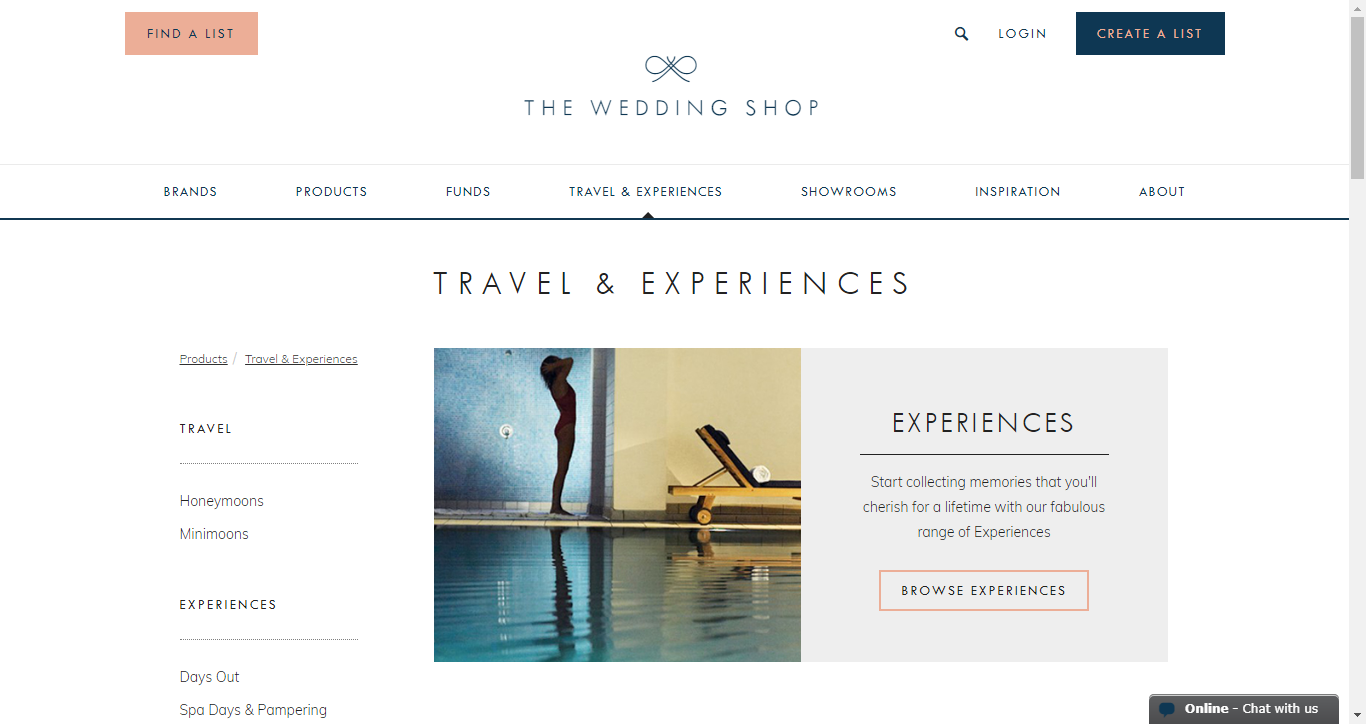 FIND A LIST
LOGIN
CREATE A LIST
THE WEDDING SHOP
BRANDS
PRODUCTS
FUNDS
TRAVEL & EXPERIENCES
SHOWROOMS
INSPIRATION
ABOUT
TRAVEL & EXPERIENCES
Products / Travel & Experiences
TRAVEL
Honeymoons
Minimoons
EXPERIENCES
Days Out
Spa Days & Pampering
EXPERIENCES
Start collecting memories that you'll
cherish for a lifetime with our fabulous
range of Experiences
BROWSE EXPERIENCES
Online - Chat with us